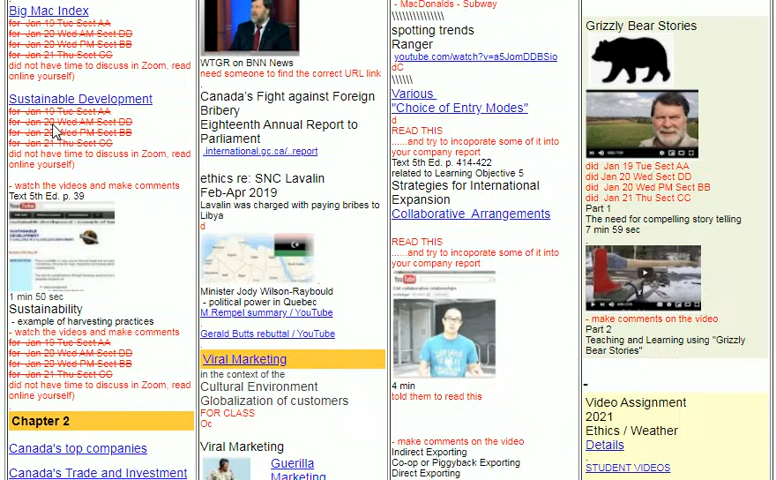 Big Mac Index
for Jan 19 Tue Sect AA
for Jan 20 Wed AM Sect DD
for Jan 20 Wed PM Sect BB
for Jan 21 Thu Sect CC
did not have time to discuss in Zoom, read
online yourself)
Sustainable Development
for Jan 19 Tue Sect AA
for Jan 20 Wed AM Sect DD
for Jan 20 Wed PM Sect BB
for Jan 21 Thu Sect CC
did not have time to discuss in Zoom, read
online yourself)
- watch the videos and make comments
Text 5th Ed. p. 39
1 min 50 sec
Sustainability
- example of harvesting practices
- watch the videos and make comments
for Jan 19 Tue Sect AA
for Jan 20 Wed AM Sect DD
for Jan 20 Wed PM Sect BB
for Jan 21 Thu Sect CC
did not have time to discuss in Zoom, read
online yourself)
Chapter 2
Canada's top companies
Canada's Trade and Investment
WTGR on BNN News
need someone to find the correct URL link
Canada's Fight against Foreign
Bribery
Eighteenth Annual Report to
Parliament
.international.gc.ca/..report
ethics re: SNC Lavalin
Feb-Apr 2019
Lavalin was charged with paying bribes to
Libya
d
Minister Jody Wilson-Raybould
- political power in Quebec
M.Rempel summary / YouTube
Gerald Butts rebuttal / YouTube
Viral Marketing
in the context of the
Cultural Environment
Globalization of customers
FOR CLASS
Oc
Viral Marketing
Guerilla
Marketing
- MacDonalds - Subway
\\\\\\\\\\\\\\\
spotting trends
Ranger
youtube.com/watch?v=a5JomDDBSio
dC
\\\\\\
Various
"Choice of Entry Modes"
d
READ THIS
....and try to incoporate some of it into
your company report
Text 5th Ed. p. 414-422
related to Learning Objective 5
Strategies for International
Expansion
Collaborative Arrangements
READ THIS
......and try to incoporate some of it into
your company report
4 min
told them to read this
- make comments on the video
Indirect Exporting
Co-op or Piggyback Exporting
Direct Exporting
Grizzly Bear Stories
did Jan 19 Tue Sect AA
did Jan 20 Wed AM Sect DD
did Jan 20 Wed PM Sect BB
did Jan 21 Thu Sect CC
Part 1
The need for compelling story telling
7 min 59 sec
- make comments on the video
Part 2
Teaching and Learning using "Grizzly
Bear Stories"
-
Video Assignment
2021
Ethics / Weather
Details
STUDENT VIDEOS